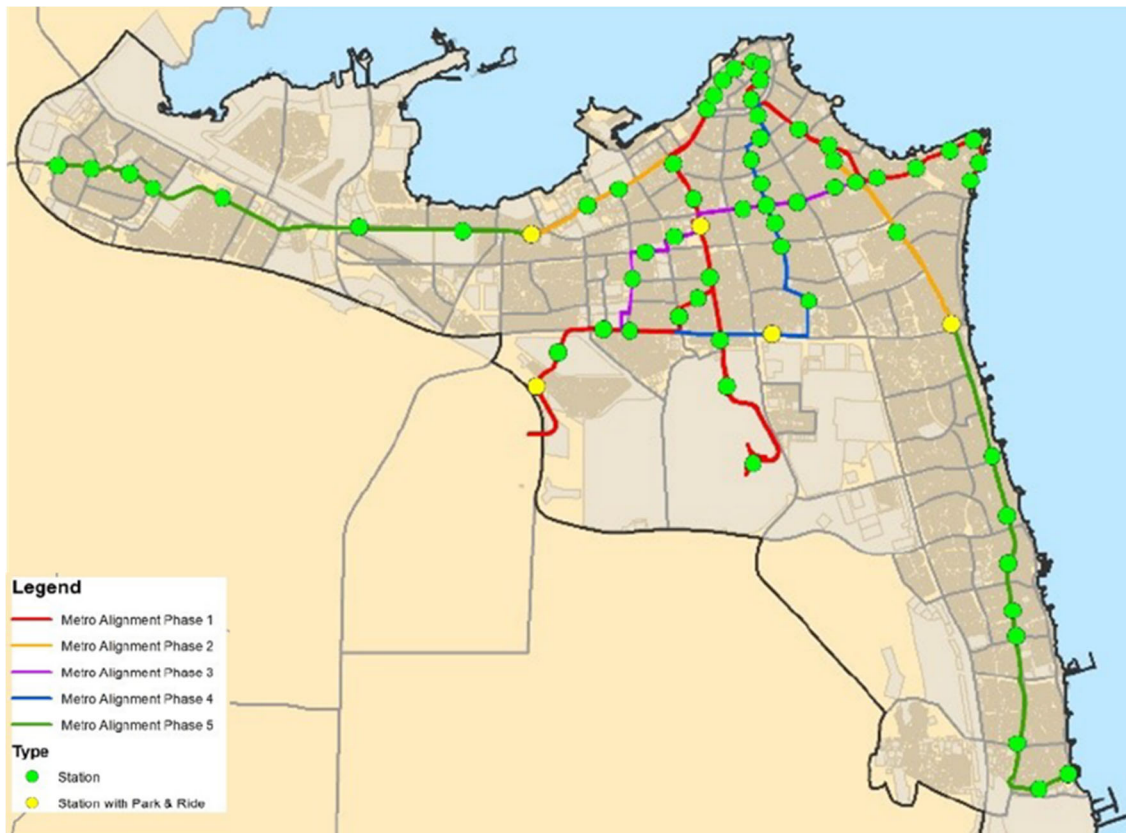 Legend
Metro Alignment Phase 1
Metro Alignment Phase 2
Metro Alignment Phase 3
Metro Alignment Phase 4
Metro Alignment Phase 5
Type
Station
Station with Park & Ride